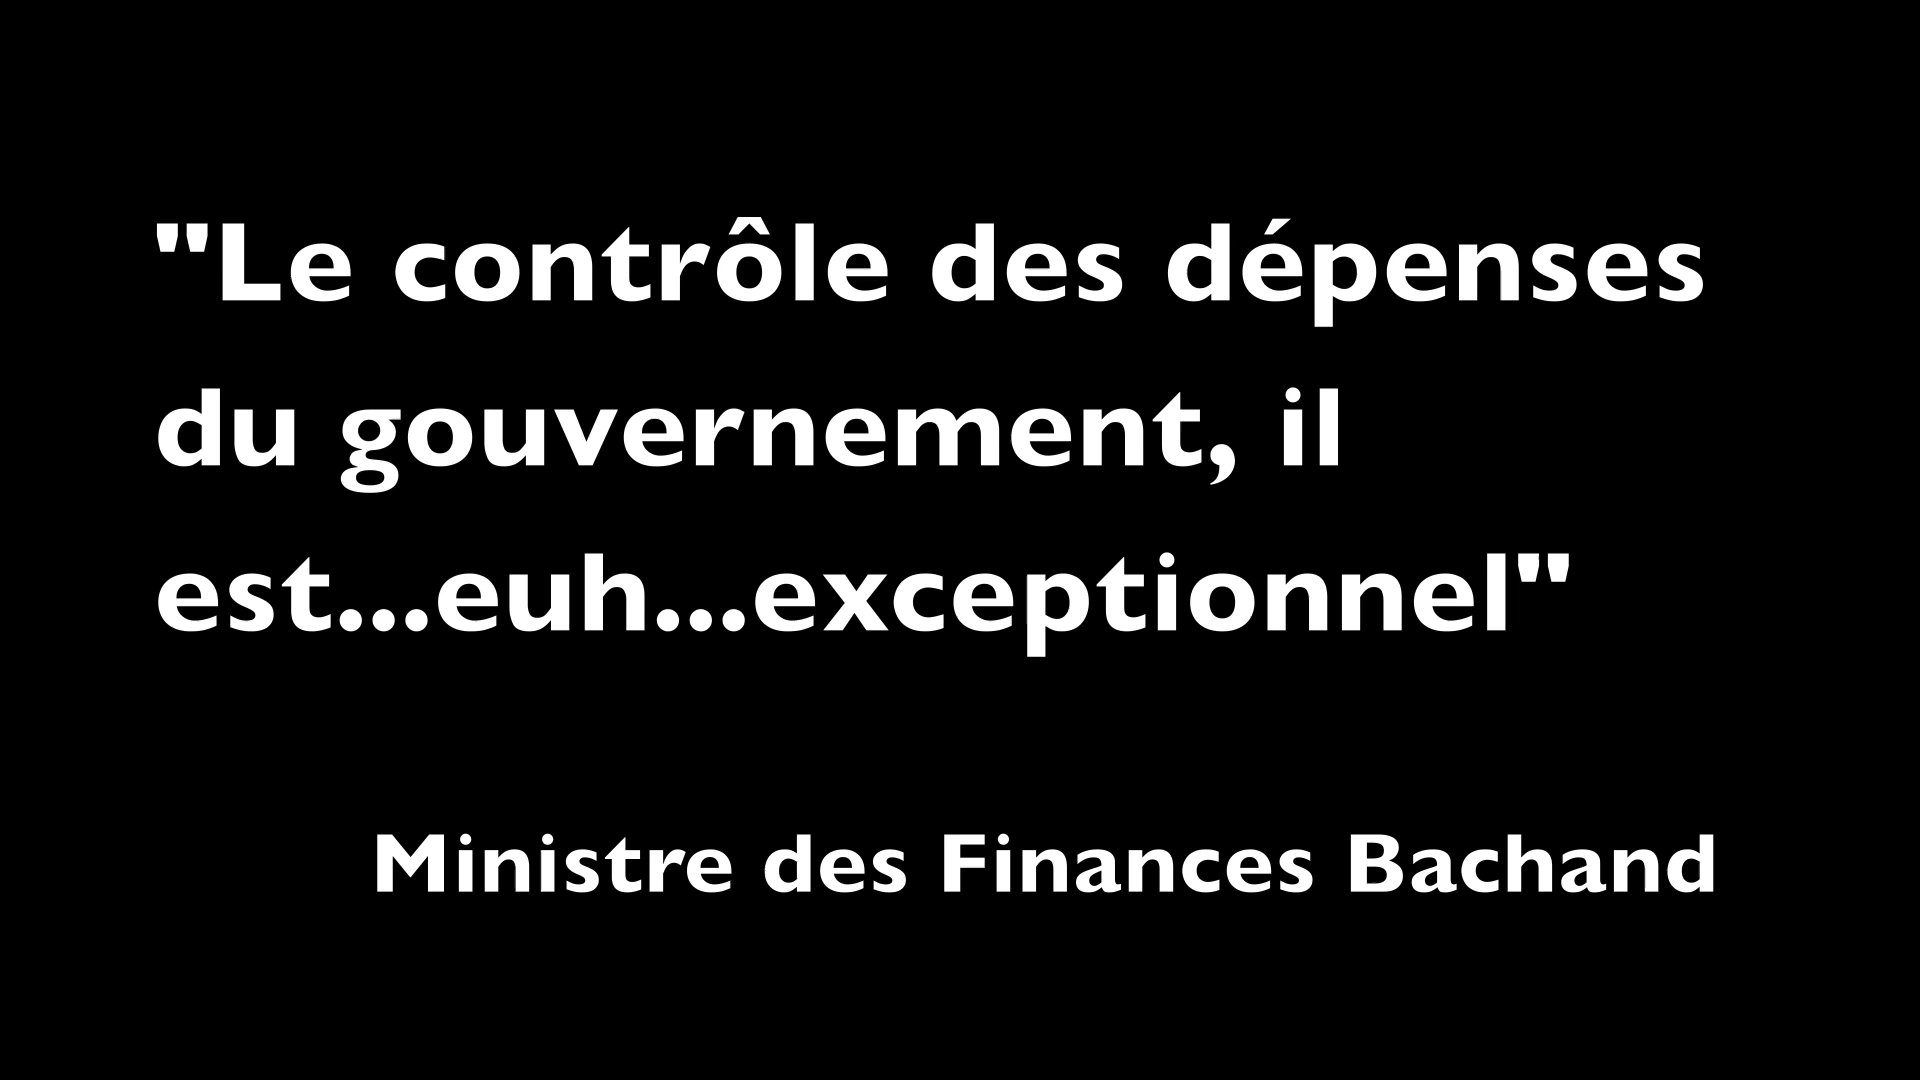 "Le contrôle des dépenses
du gouvernement, il
est...euh...exceptionnel"
Ministre des Finances Bachand